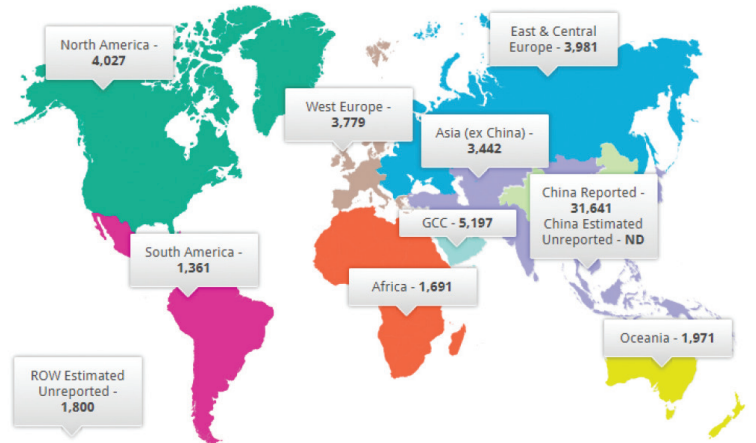 North America -
4,027
East & Central
Europe - 3,981
West Europe -
3,779
Asia (ex China) -
3,442
China Reported -
31,641
China Estimated
Unreported - ND
GCC - 5,197
South America -
1,361
Africa - 1,691
Oceania - 1,971
ROW Estimated
Unreported -
1,800